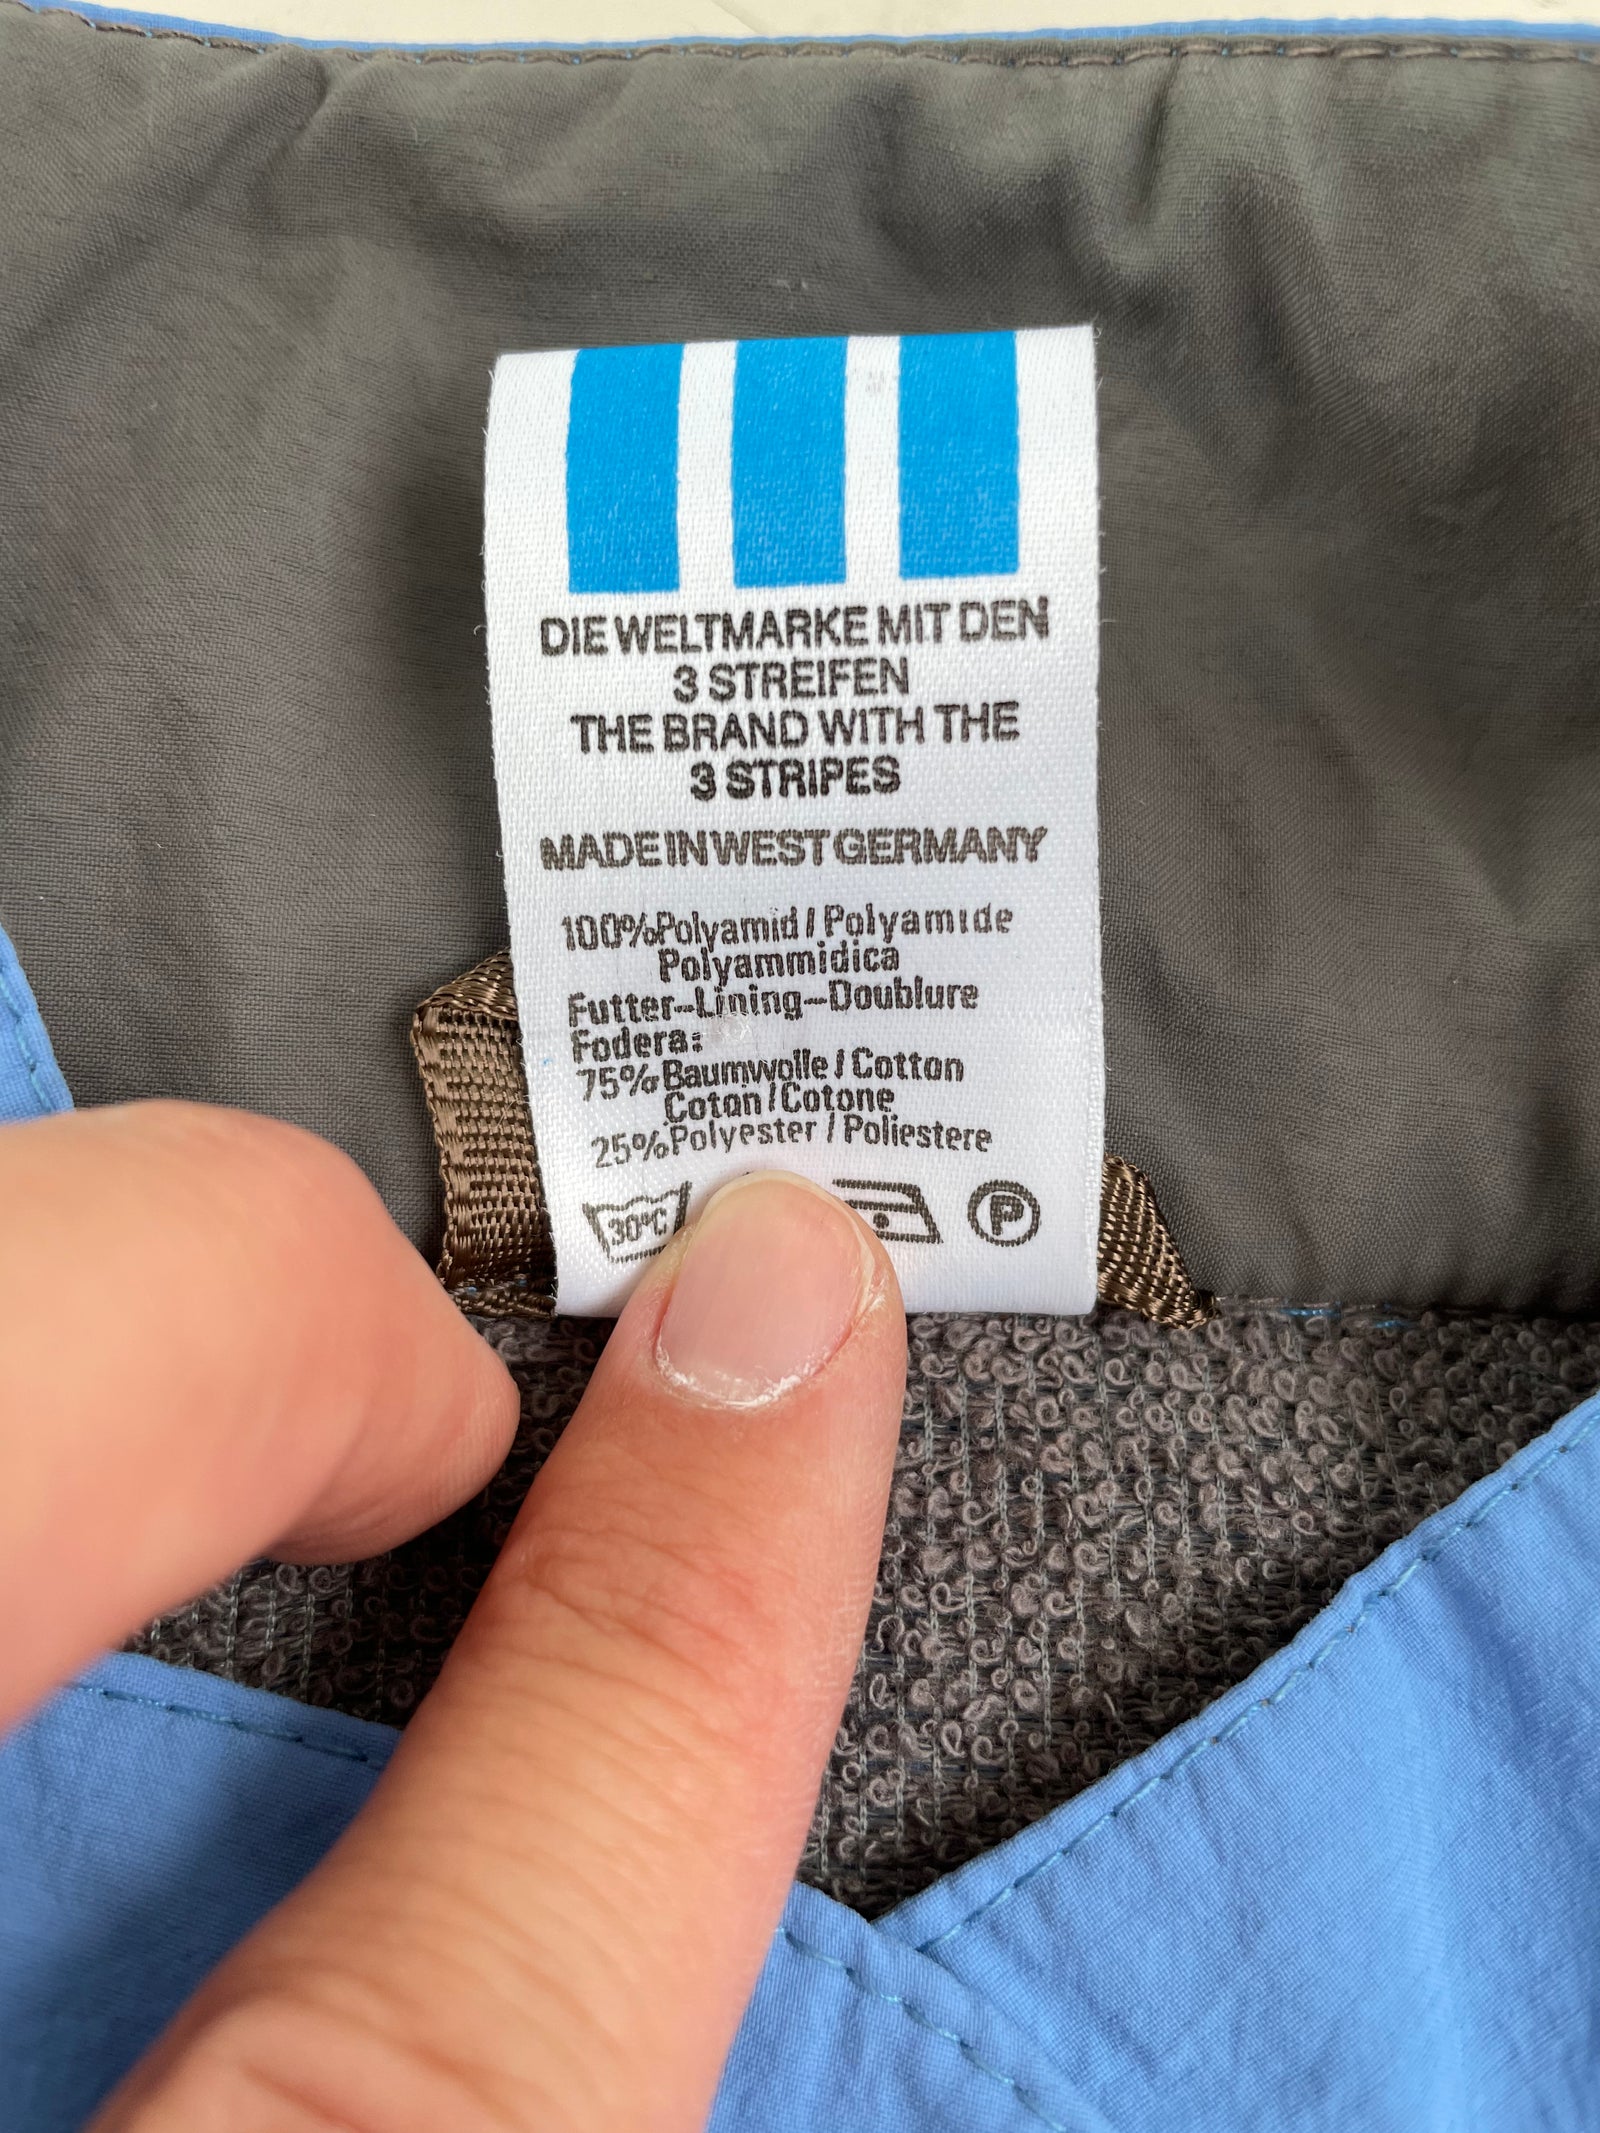 DIE WELTMARKE MIT DEN
3 STREIFEN
THE BRAND WITH THE
3 STRIPES
MADE IN WEST GERMANY
100% Polyamid / Polyamide
Polyammidica
Futter-Lining-Doublure
Fodera:
75% Baumwolle / Cotton
Coton / Cotone
25% Polyester / Poliestere
30°C P